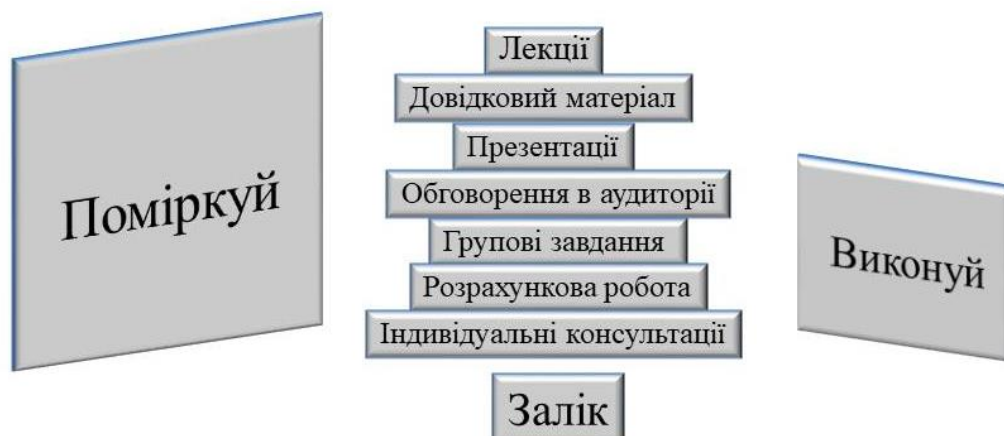 Поміркуй
Лекції
Довідковий матеріал
Презентації
Обговорення в аудиторії
Групові завдання
Розрахункова робота
Індивідуальні консультації
Залік
Виконуй